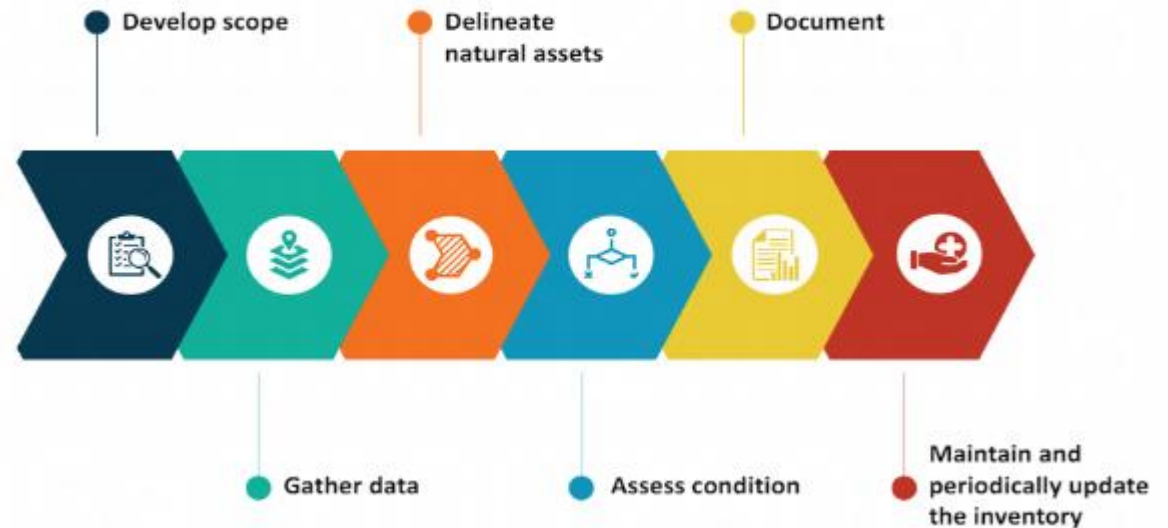 Develop scope
Delineate
natural assets
Document
Gather data
Assess condition
Maintain and
periodically update
the inventory